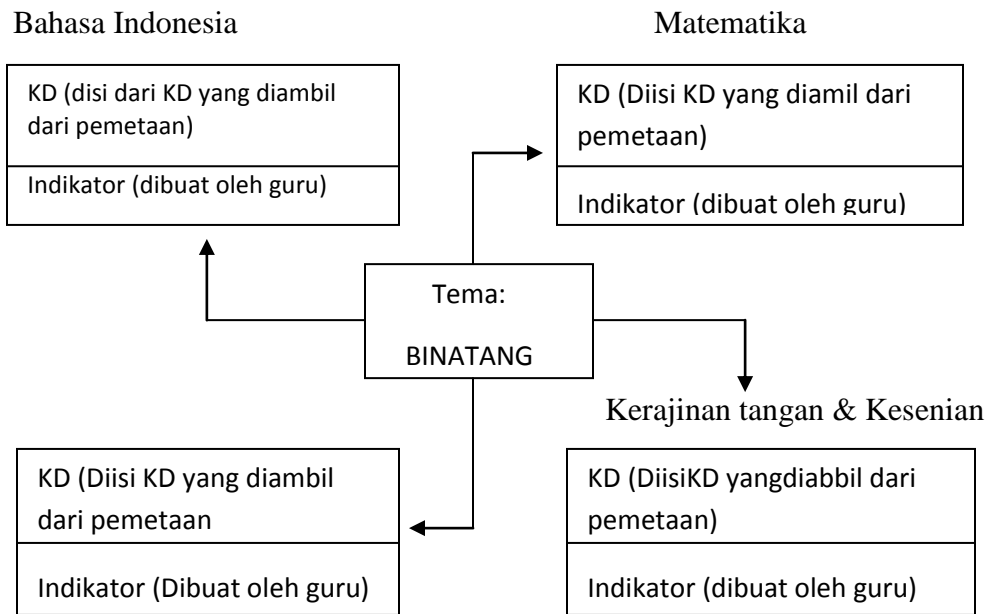 Bahasa Indonesia
Matematika
KD (disi dari KD yang diambil
dari pemetaan)
Indikator (dibuat oleh guru)
KD (Diisi KD yang diamil dari
pemetaan)
Indikator (dibuat oleh guru)
Tema:
BINATANG
Kerajinan tangan & Kesenian
KD (Diisi KD yang diambil
dari pemetaan
Indikator (Dibuat oleh guru)
KD (DiisiKD yangdiabbil dari
pemetaan)
Indikator (dibuat oleh guru)